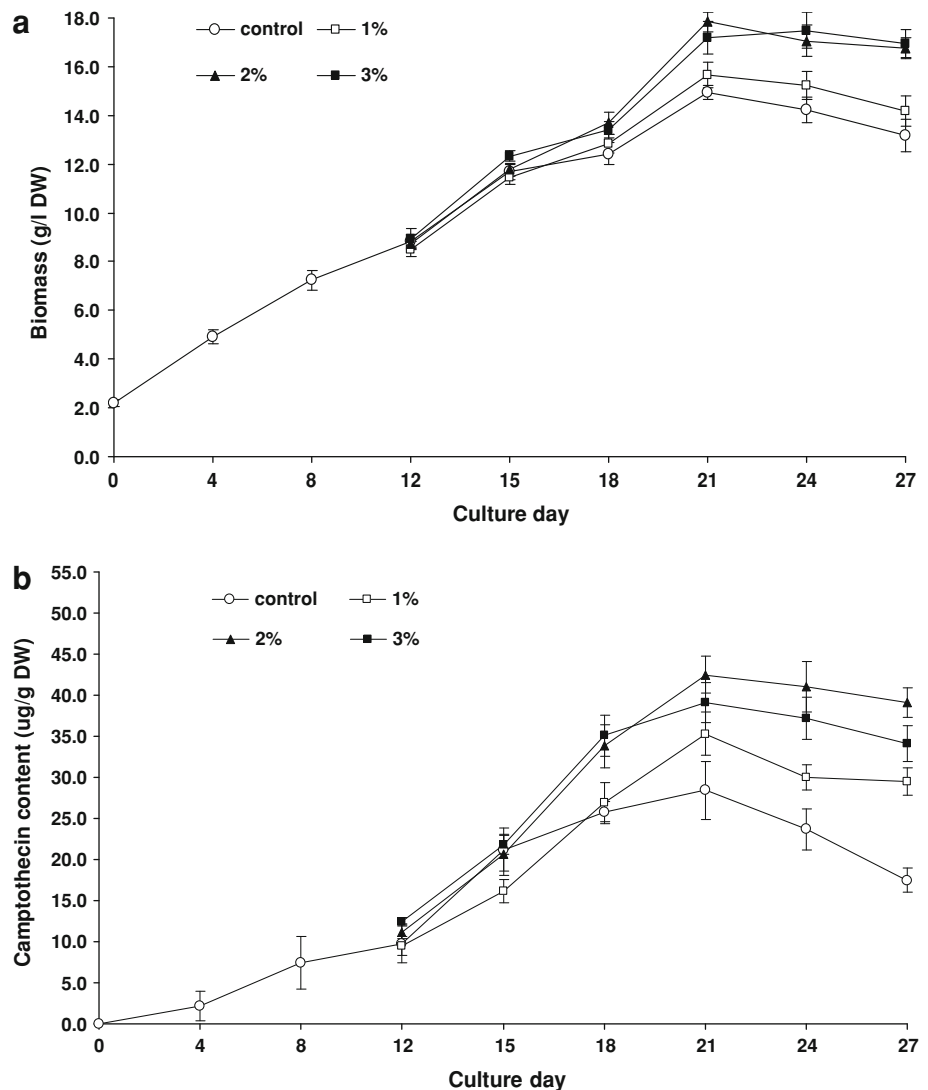 a
control
1%
2%
3%
18.0
16.0
14.0
12.0
10.0
8.0
6.0
4.0
2.0
0.0
Biomass (g/l DW)
0 4 8 12 15 18 21 24 27
Culture day
b
control
1%
2%
3%
55.0
50.0
45.0
40.0
35.0
30.0
25.0
20.0
15.0
10.0
5.0
0.0
Camptothecin content (ug/g DW)
0 4 8 12 15 18 21 24 27
Culture day